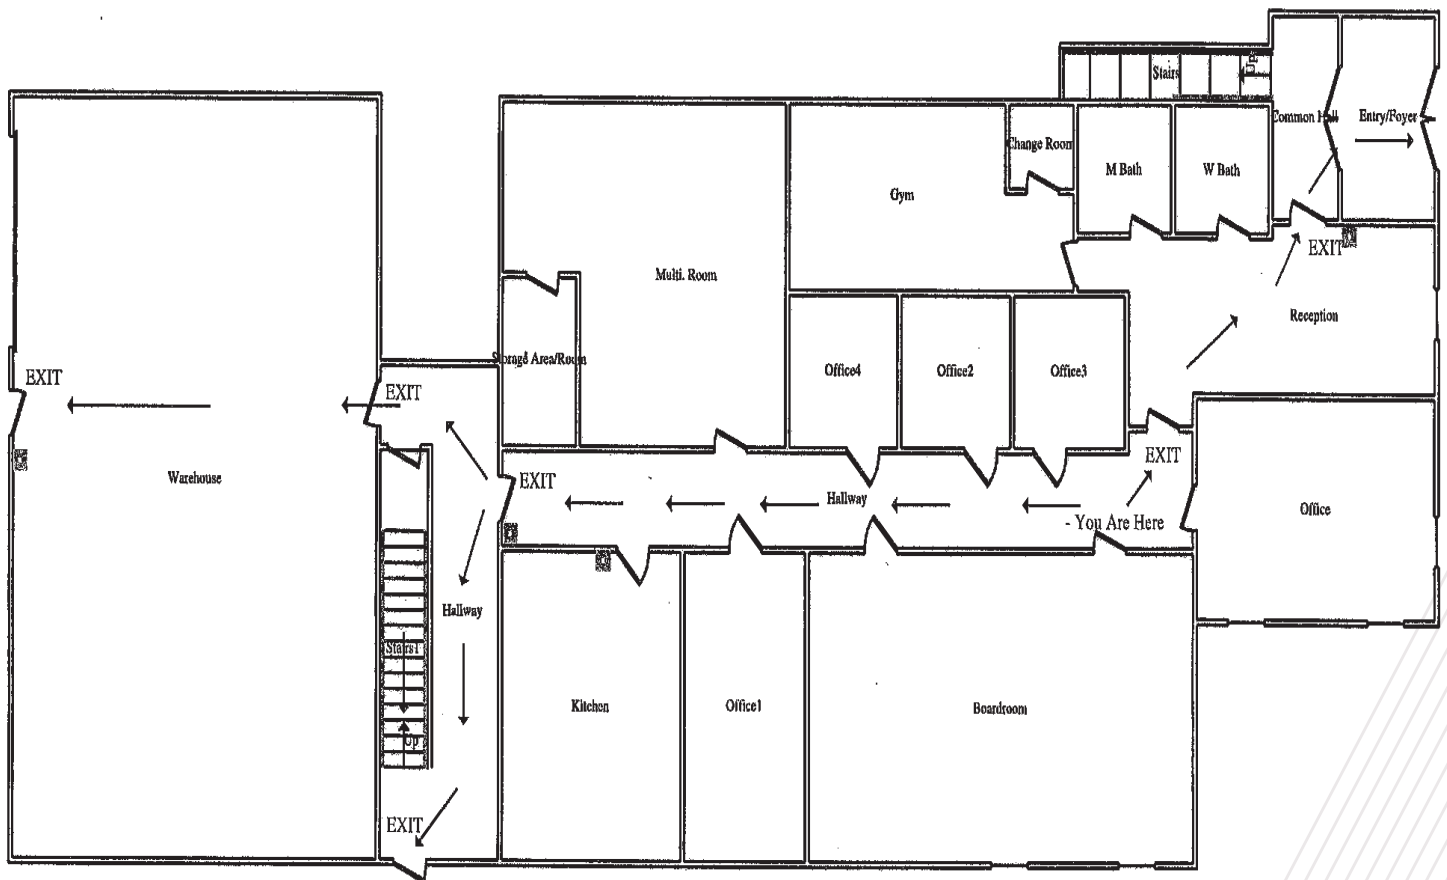 Up
Stairs
Common Hall
Entry/Foyer
Change Room
M Bath
W Bath
Gym
EXIT
Multi. Room
Reception
Storage Area/Room
Office4
Office2
Office3
EXIT
EXIT
Warehouse
EXIT
EXIT
Hallway
- You Are Here
Office
Hallway
Stairs1
Up
Kitchen
Office1
Boardroom
EXIT